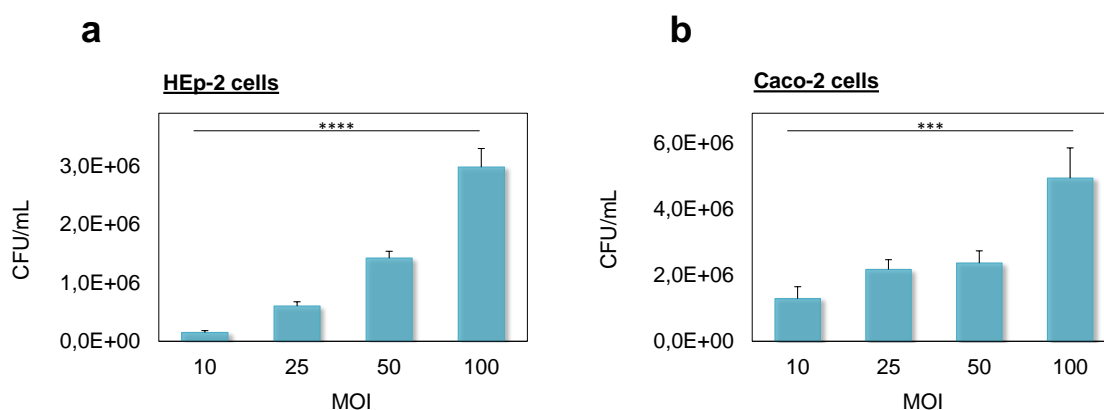 a
HEp-2 cells
****
3,0E+06
2,0E+06
1,0E+06
0,0E+00
CFU/mL
10 25 50 100
MOI
b
Caco-2 cells
***
6,0E+06
4,0E+06
2,0E+06
0,0E+00
CFU/mL
10 25 50 100
MOI